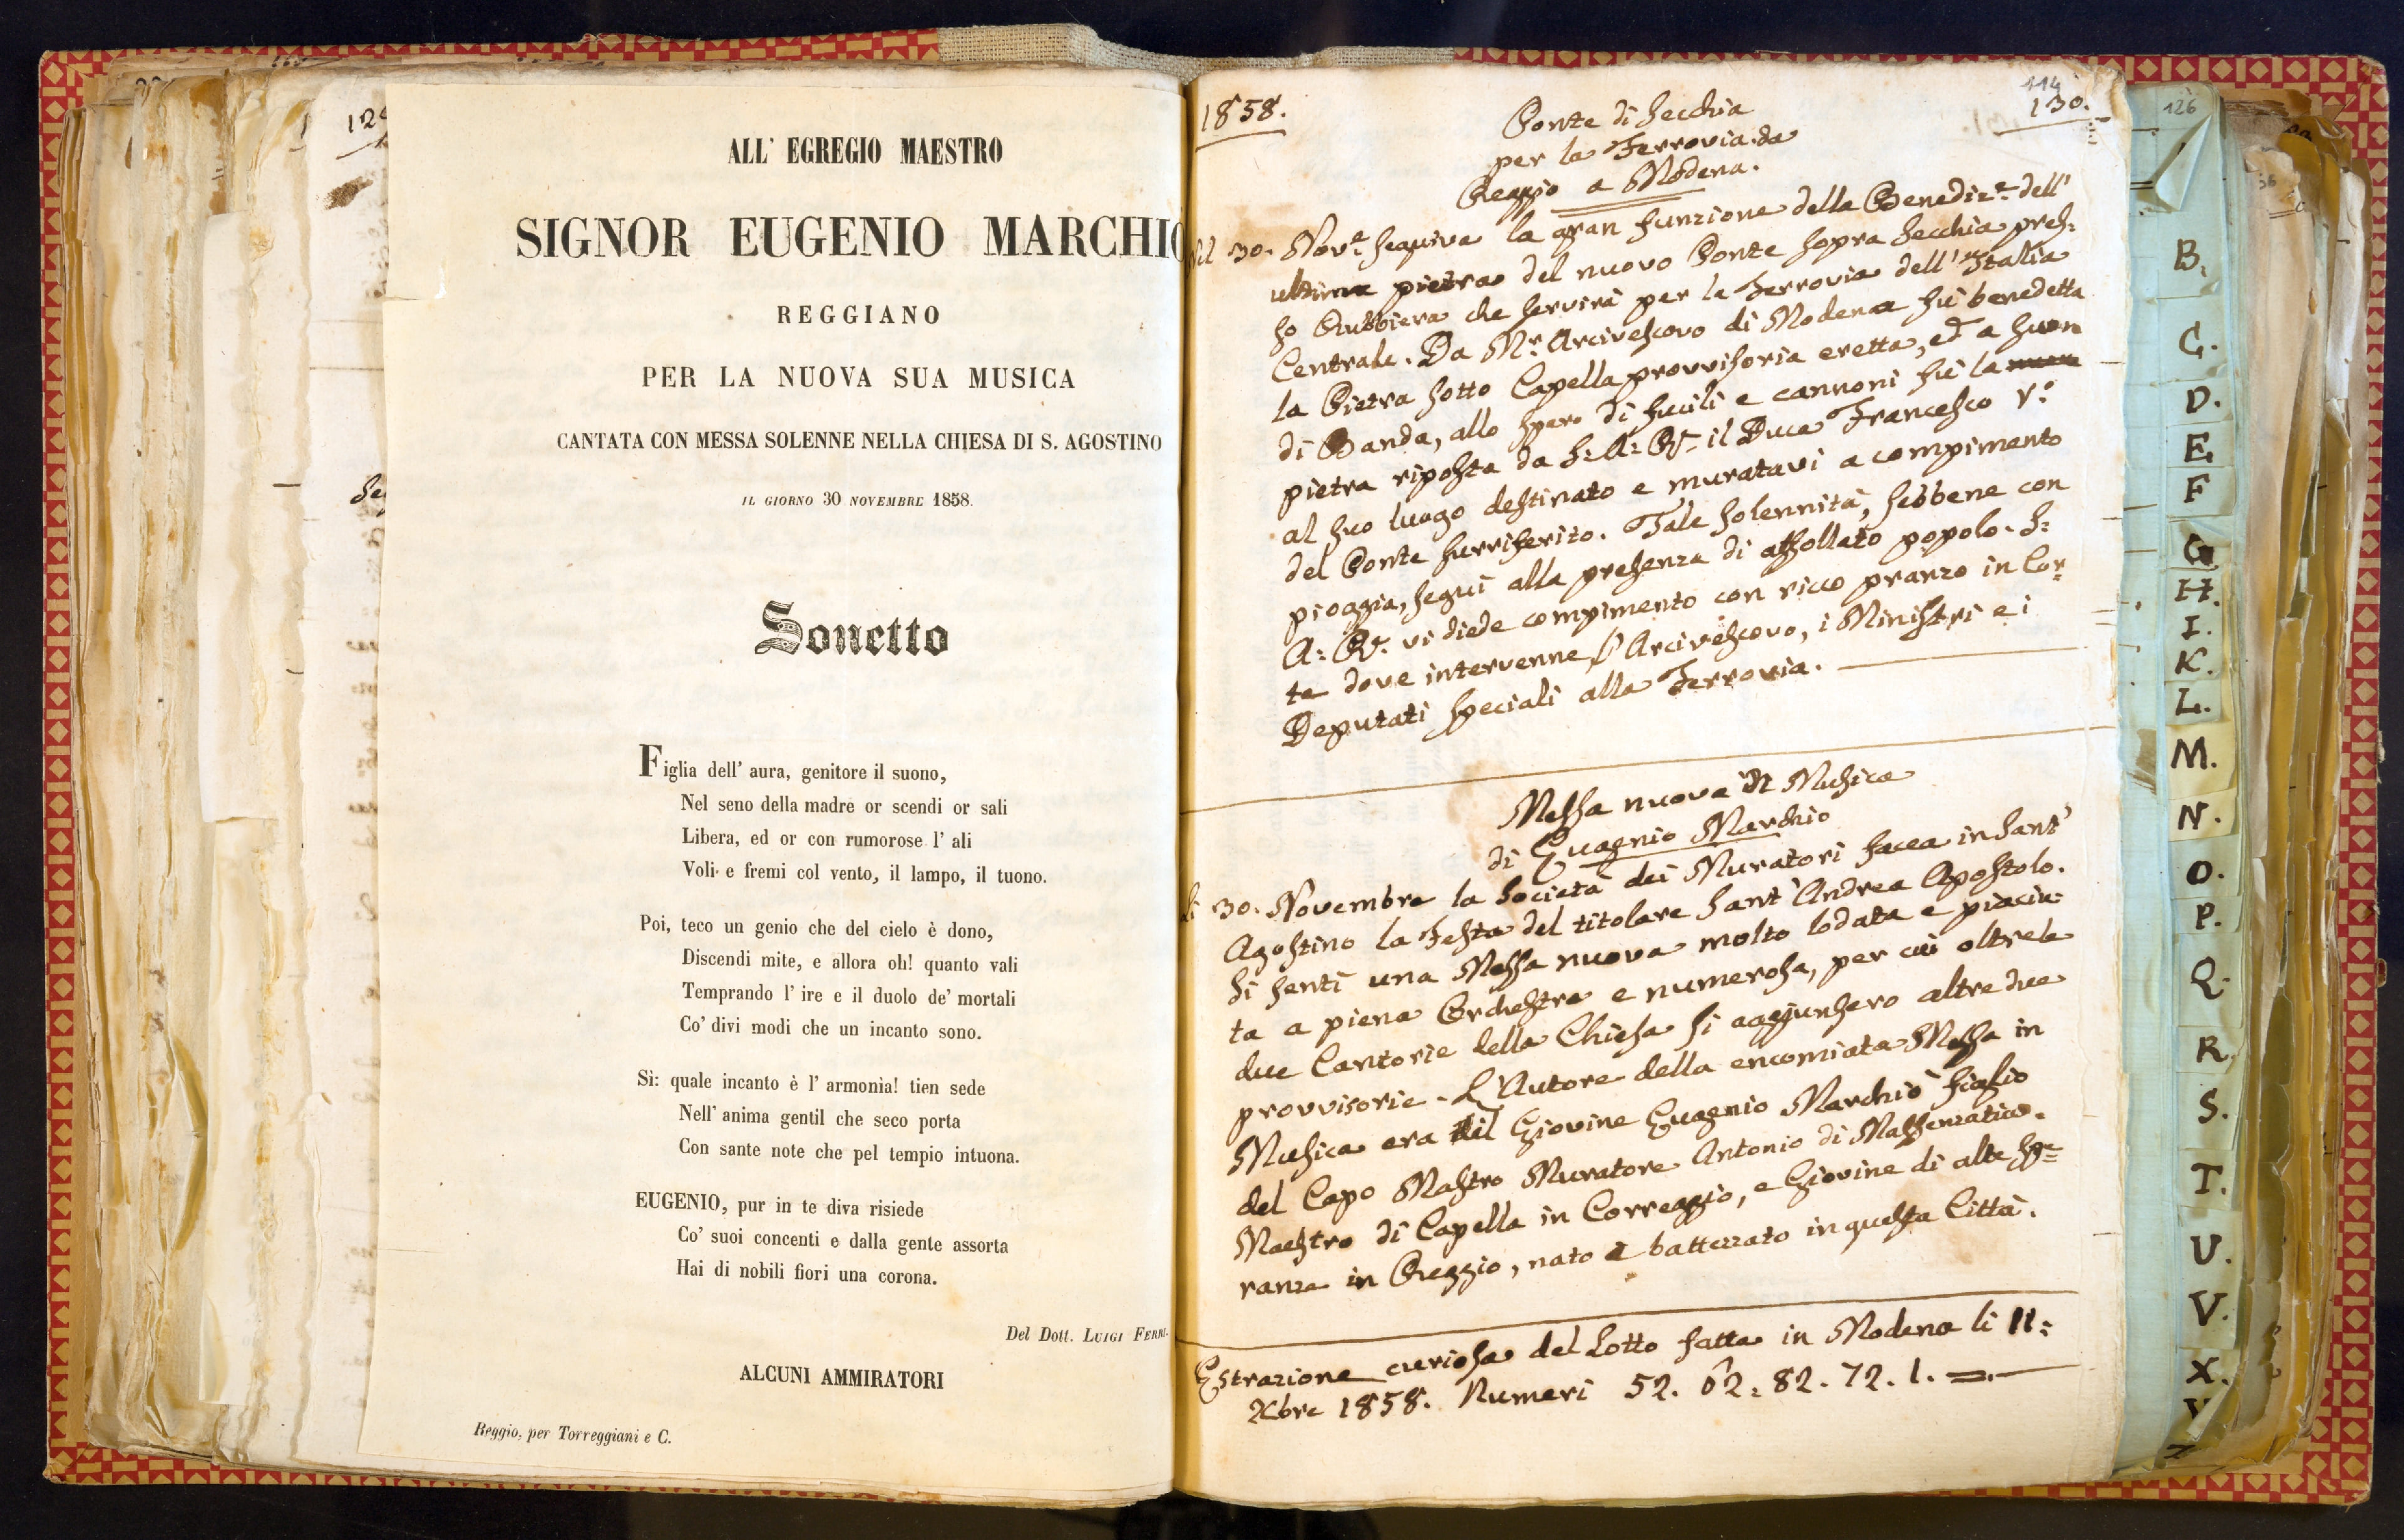 ALL' EGREGIO MAESTRO
SIGNOR EUGENIO MARCHIO
REGGIANO
PER LA NUOVA SUA MUSICA
CANTATA CON MESSA SOLENNE NELLA CHIESA DI S. AGOSTINO
IL GIORNO 30 NOVEMBRE 1858.
Sonetto
Figlia dell' aura, genitore il suono,
Nel seno della madre or scendi or sali
Libera, ed or con rumorose l' ali
Voli e fremi col vento, il lampo, il tuono.
Poi, teco un genio che del cielo è dono,
Discendi mite, e allora oh! quanto vali
Temprando l' ire e il duolo de' mortali
Co' divi modi che un incanto sono.
Sì: quale incanto è l' armonìa! tien sede
Nell' anima gentil che seco porta
Con sante note che pel tempio intuona.
EUGENIO, pur in te diva risiede
Co' suoi concenti e dalla gente assorta
Hai di nobili fiori una corona.
Del Dott. LUIGI FERRI.
ALCUNI AMMIRATORI
Reggio, per Torreggiani e C.
1858.
114
130.
Ponte di Secchia
per la Ferrovia da
Reggio a Modena.
Nel 30. Nov.e seguiva la gran funzione della Bènediz.e dell'
ultima pietra del nuovo Ponte sopra Secchia pres:
so Rubbiera che servirà per la Ferrovia dell' Italia
Centrale. Da Mr. Arcivescovo di Modena fù benedetta
la Pietra sotto Capella provvisoria eretta, ed a suon
di Banda, allo sparo di fucili e cannoni fù la
pietra riposta da S: A: R: il Duca Francesco V:°
al suo luogo destinato e muratavi a compimento
del Ponte surriferito. Tale solennità, sebbene con
pioggia, seguì alla presenza di affollato popolo. S:
A: R: vi diede compimento con ricco pranzo in Cor:
te dove intervenne l'Arcivescovo, i Ministri e i
Deputati speciali alla Ferrovia.
Messa nuova in Musica
di Eugenio Marchio
li 30. Novembre la Società dei Muratori facea in Sant'
Agostino la Festa del titolare Sant' Andrea Apostolo.
Si sentì una Messa nuova molto lodata e piaciu:
ta a piena Orchestra e numerosa, per cui oltre le
due Cantorie della Chiesa si aggiunsero altre due
provvisorie. L'Autore della encomiata Messa in
Musica era il Giovine Eugenio Marchiò figlio
del Capo Mastro Muratore Antonio di Massenzatico.
Maestro di Capella in Correggio, e Giovine di alte spe=
ranze in Reggio, nato e battezzato in questa Città.
Estrazione curiosa del Lotto fatta in Modena li 11:
Xbre 1858. Numeri 52. 62. 82. 72. 1.
126
B.
C.
D.
E.
F
G
H.
I.
K.
L.
M.
N.
O.
P.
Q.
R.
S.
T.
U.
V.
X.